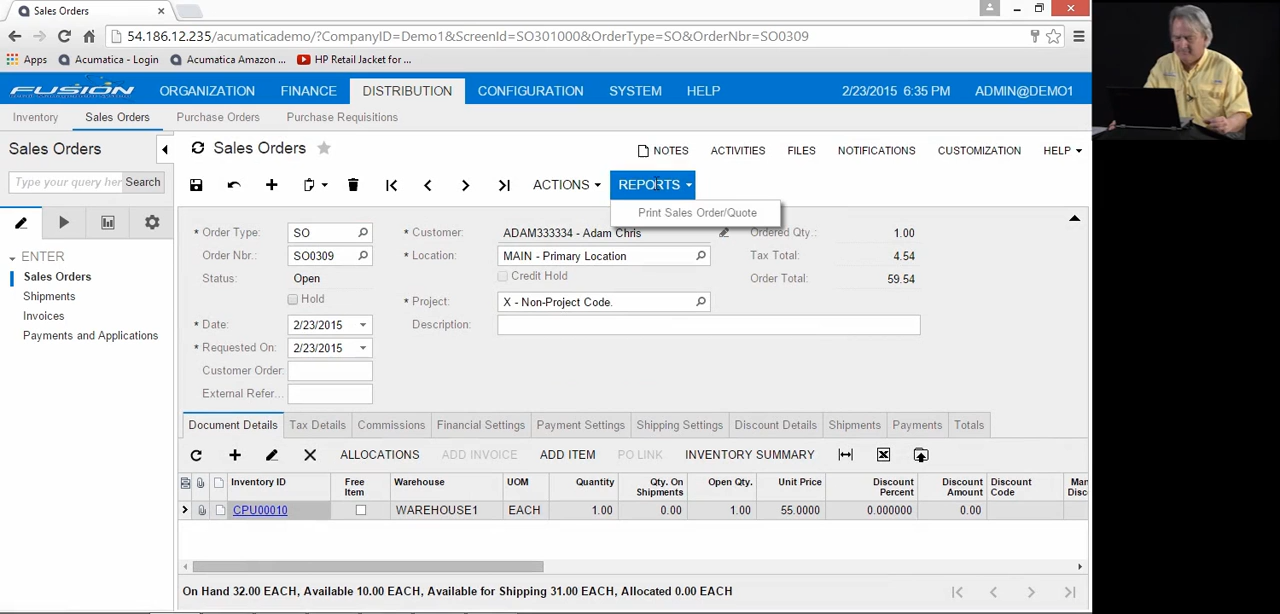 Sales Orders
54.186.12.235/acumaticademo/?CompanyID=Demo1&ScreenId=SO301000&OrderType=SO&OrderNbr=SO0309
Apps Acumatica - Login Acumatica Amazon ... HP Retail Jacket for ...
FUSION ORGANIZATION FINANCE DISTRIBUTION CONFIGURATION SYSTEM HELP 2/23/2015 6:35 PM ADMIN@DEMO1
Inventory Sales Orders Purchase Orders Purchase Requisitions
Sales Orders
Sales Orders
NOTES ACTIVITIES FILES NOTIFICATIONS CUSTOMIZATION HELP
Type your query her Search
ACTIONS REPORTS
Print Sales Order/Quote
ENTER
Sales Orders
Shipments
Invoices
Payments and Applications
* Order Type: SO * Customer: ADAM333334 - Adam Chris Ordered Qty.: 1.00
Order Nbr.: SO0309 * Location: MAIN - Primary Location Tax Total: 4.54
Status: Open Credit Hold Order Total: 59.54
Hold * Project: X - Non-Project Code.
* Date: 2/23/2015 Description:
* Requested On: 2/23/2015
Customer Order:
External Refer...
Document Details Tax Details Commissions Financial Settings Payment Settings Shipping Settings Discount Details Shipments Payments Totals
ALLOCATIONS ADD INVOICE ADD ITEM PO LINK INVENTORY SUMMARY
Inventory ID Free Item Warehouse UOM Quantity Qty. On Shipments Open Qty. Unit Price Discount Percent Discount Amount Discount Code Man Disc
CPU00010 WAREHOUSE1 EACH 1.00 0.00 1.00 55.0000 0.000000 0.00
On Hand 32.00 EACH, Available 10.00 EACH, Available for Shipping 31.00 EACH, Allocated 0.00 EACH